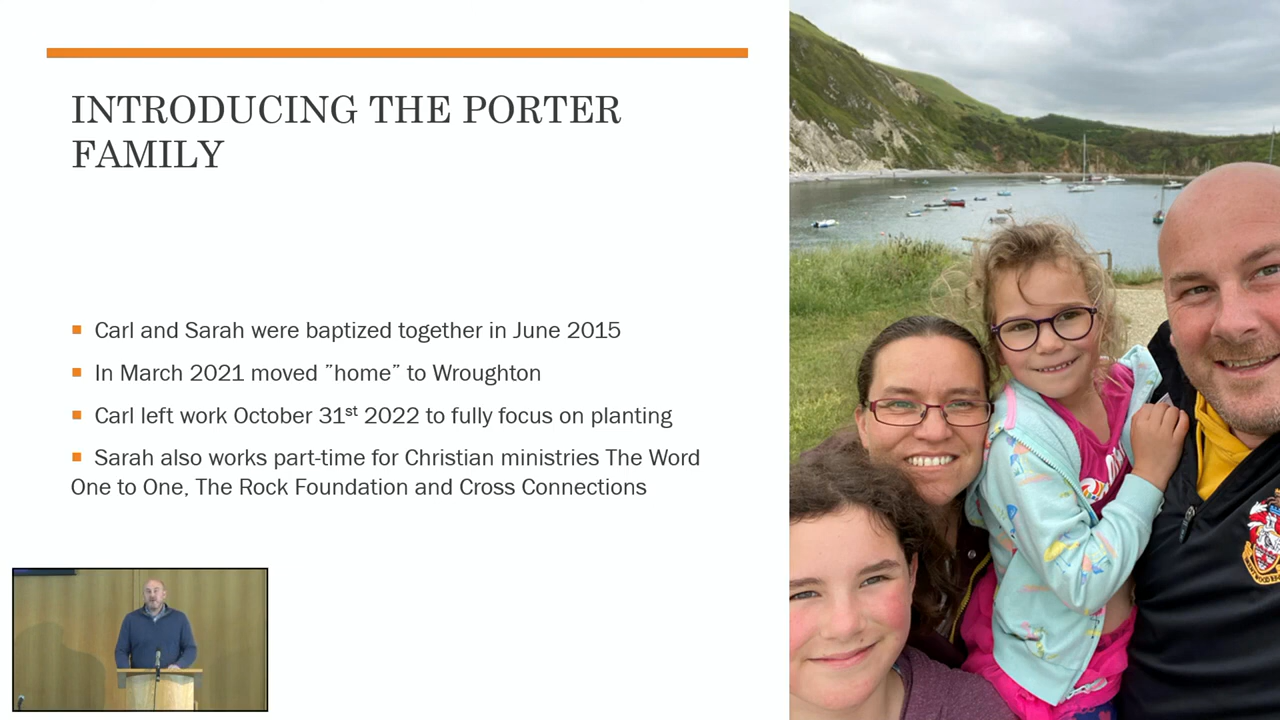 INTRODUCING THE PORTER
FAMILY
Carl and Sarah were baptized together in June 2015
In March 2021 moved ”home” to Wroughton
Carl left work October 31st 2022 to fully focus on planting
Sarah also works part-time for Christian ministries The Word
One to One, The Rock Foundation and Cross Connections